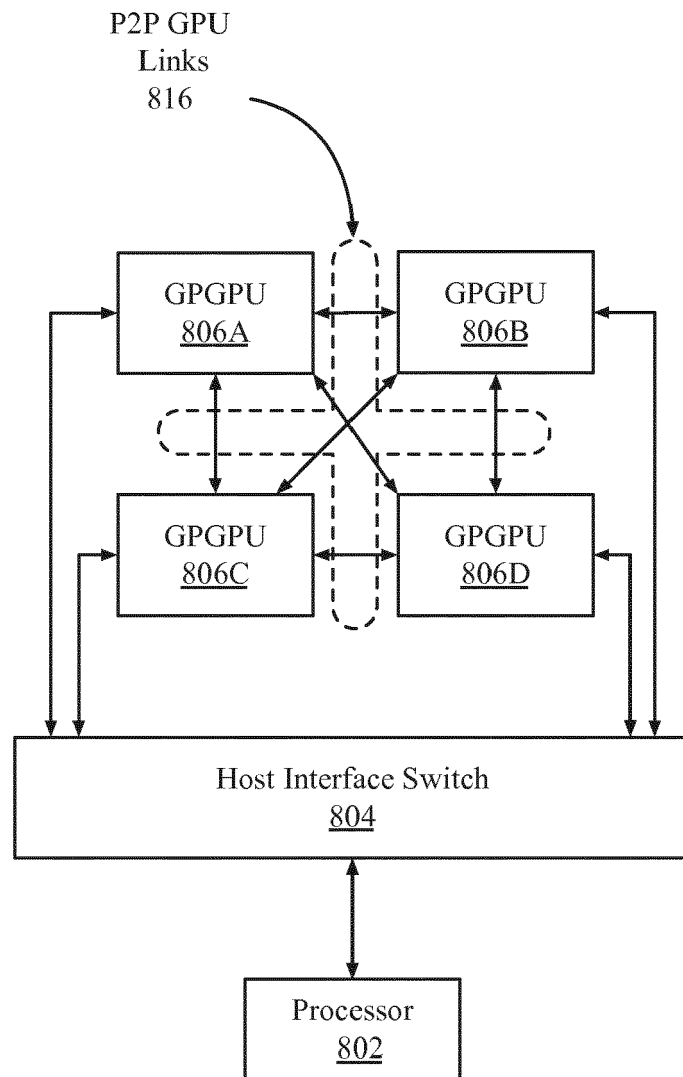 P2P GPU
Links
816
GPGPU
806A
GPGPU
806B
GPGPU
806C
GPGPU
806D
Host Interface Switch
804
Processor
802